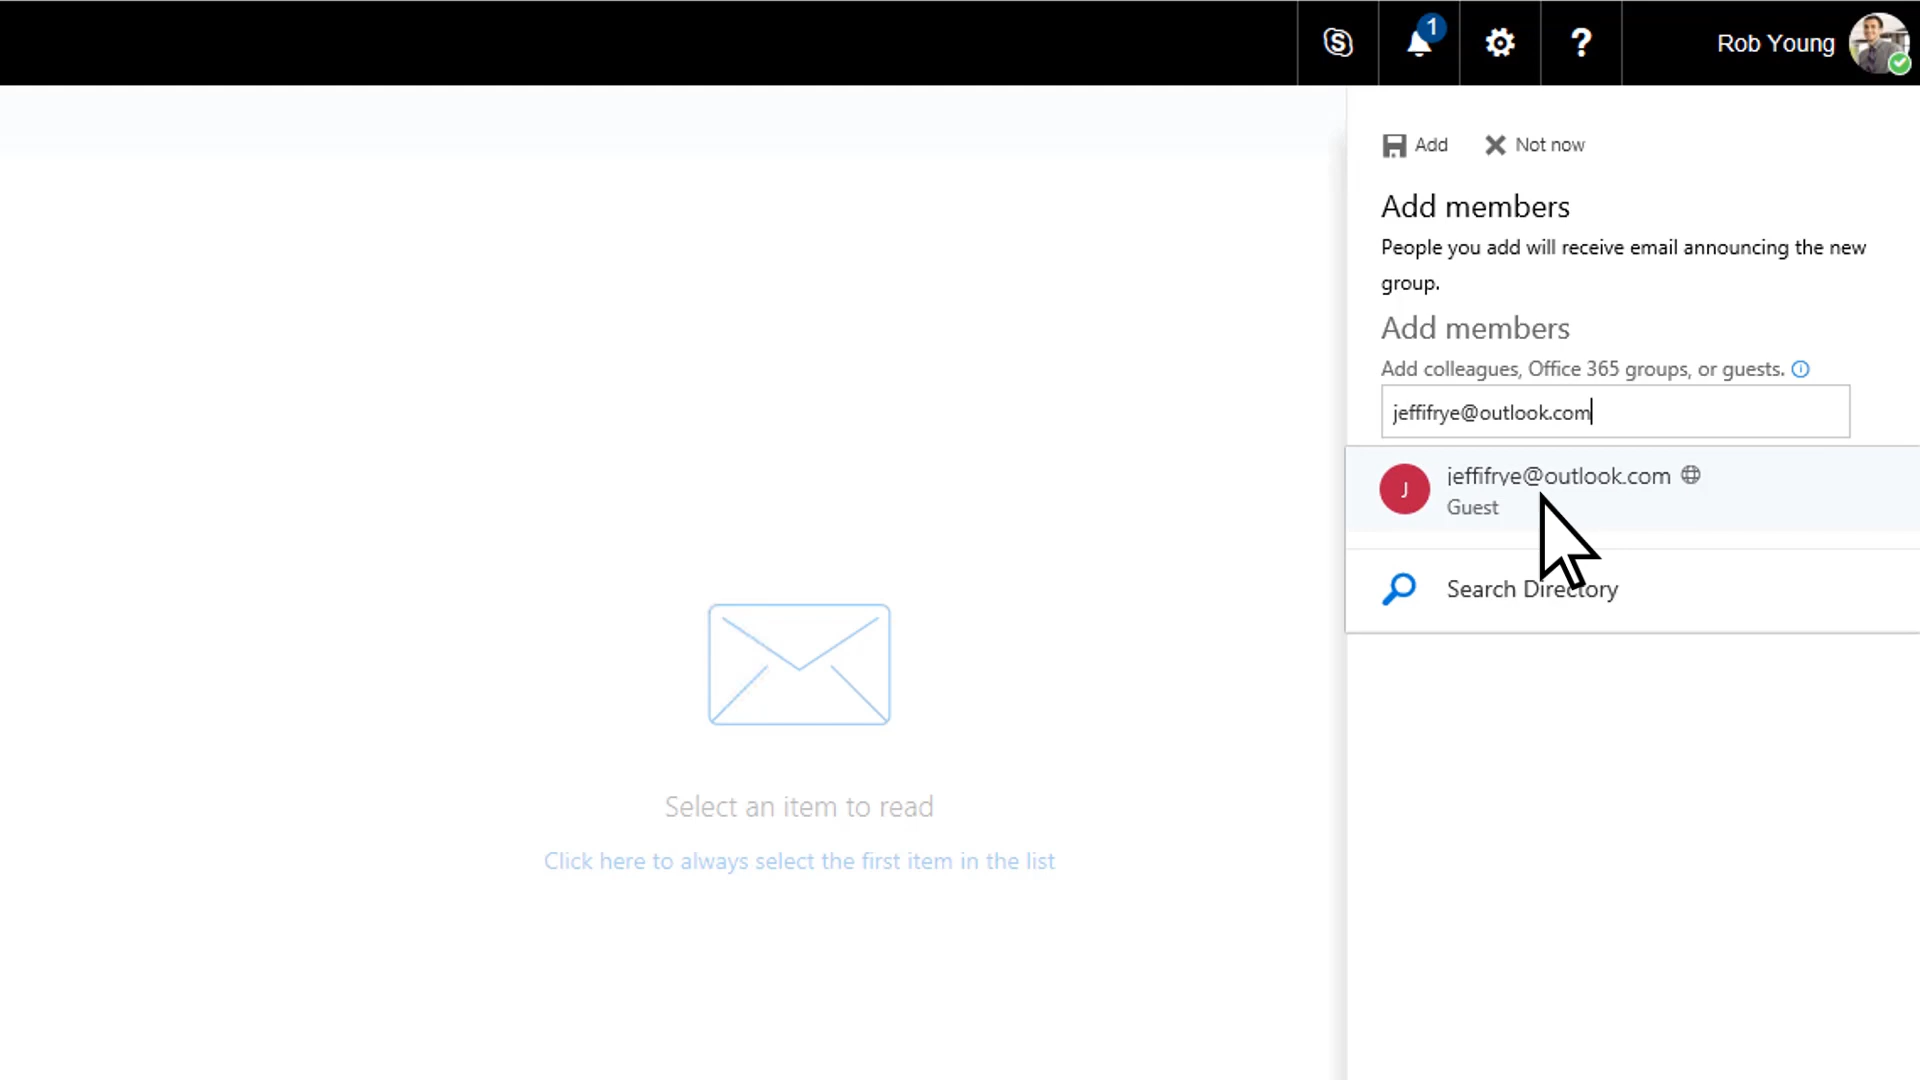 1
Rob Young
Add
Not now
Add members
People you add will receive email announcing the new
group.
Add members
Add colleagues, Office 365 groups, or guests.
jeffifrye@outlook.com
J
jeffifrye@outlook.com
Guest
Search Directory
Select an item to read
Click here to always select the first item in the list